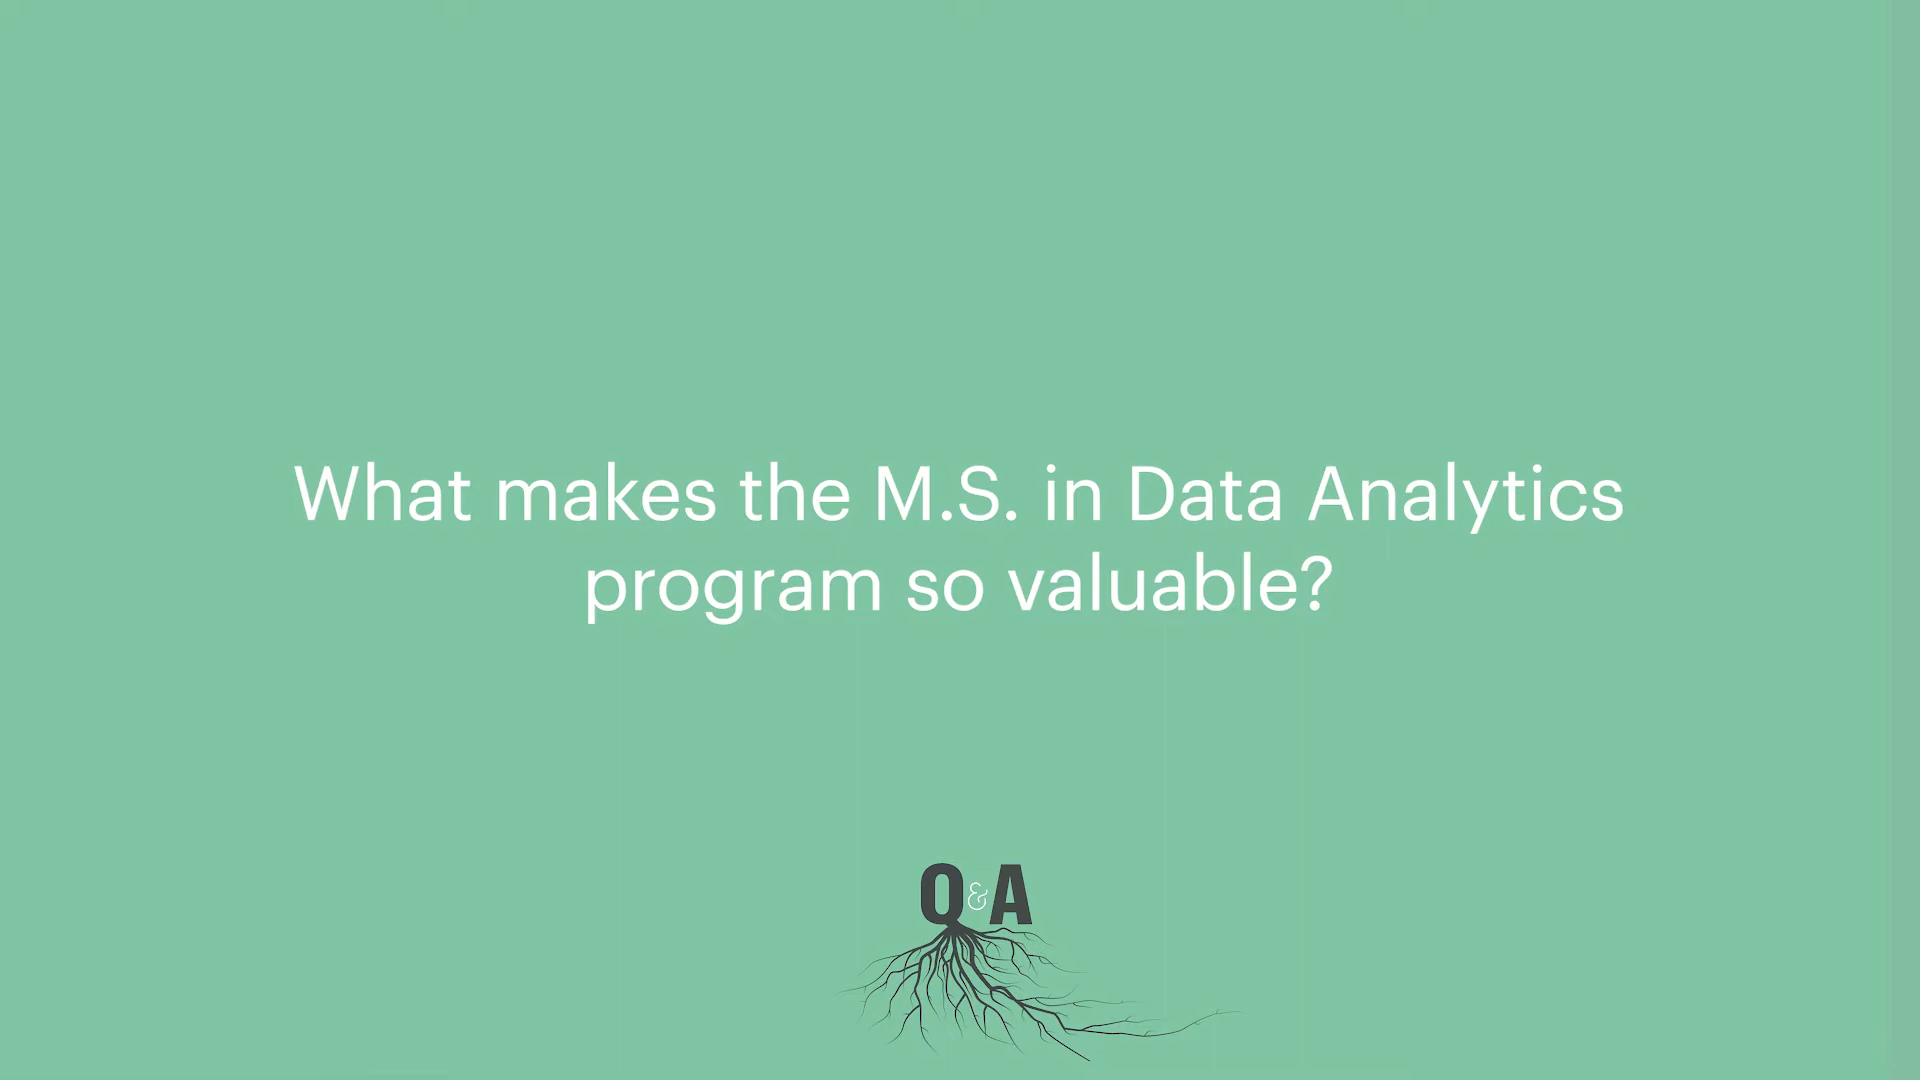 What makes the M.S. in Data Analytics
program so valuable?
Q&A